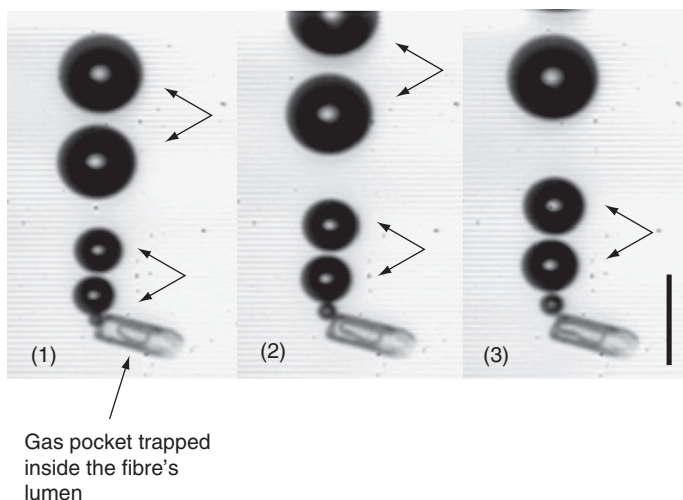 (1)
(2)
(3)
Gas pocket trapped
inside the fibre's
lumen